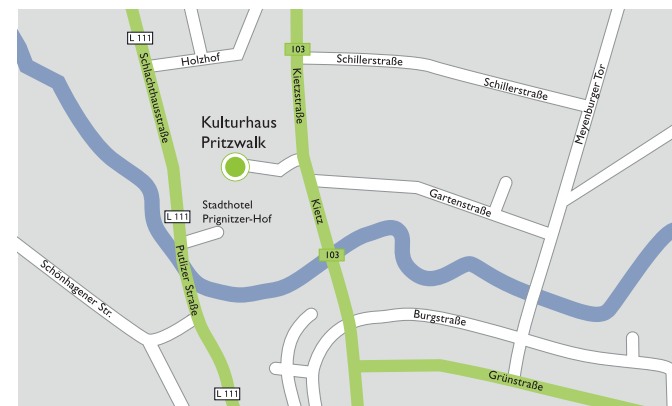 L 111
103
Holzhof
Schlachthausstraße
Kietzstraße
Schillerstraße
Schillerstraße
Meyenburger Tor
Kulturhaus
Pritzwalk
Gartenstraße
Stadthotel
Prignitzer-Hof
L 111
Kietz
Putlizer Straße
103
Schönhagener Str.
Burgstraße
Grünstraße
L 111